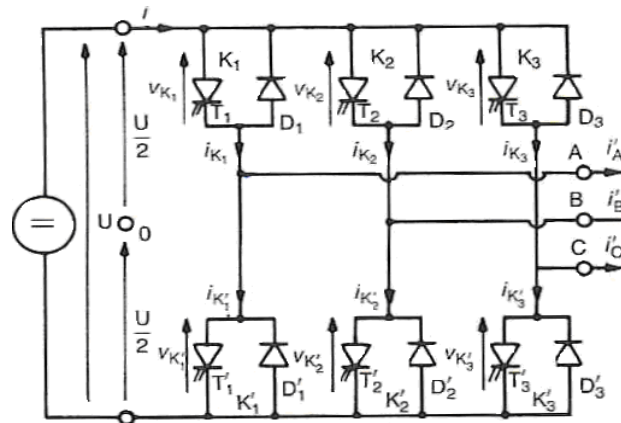 i
K1 K2 K3
vK1 T1 D1 vK2 T2 D2 vK3 T3 D3
U/2
iK1 iK2 iK3 A i'A
= U 0 B i'B
C i'C
iK'1 iK'2 iK'3
U/2
vK'1 T'1 D'1 vK'2 T'2 D'2 vK'3 T'3 D'3
K'1 K'2 K'3